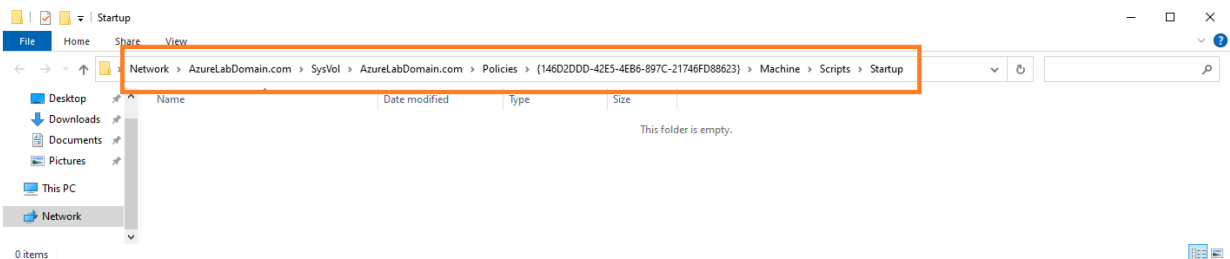 Startup
File Home Share View
Network > AzureLabDomain.com > SysVol > AzureLabDomain.com > Policies > {146D2DDD-42E5-4EB6-897C-21746FD88623} > Machine > Scripts > Startup
Name Date modified Type Size
This folder is empty.
Desktop
Downloads
Documents
Pictures
This PC
Network
0 items